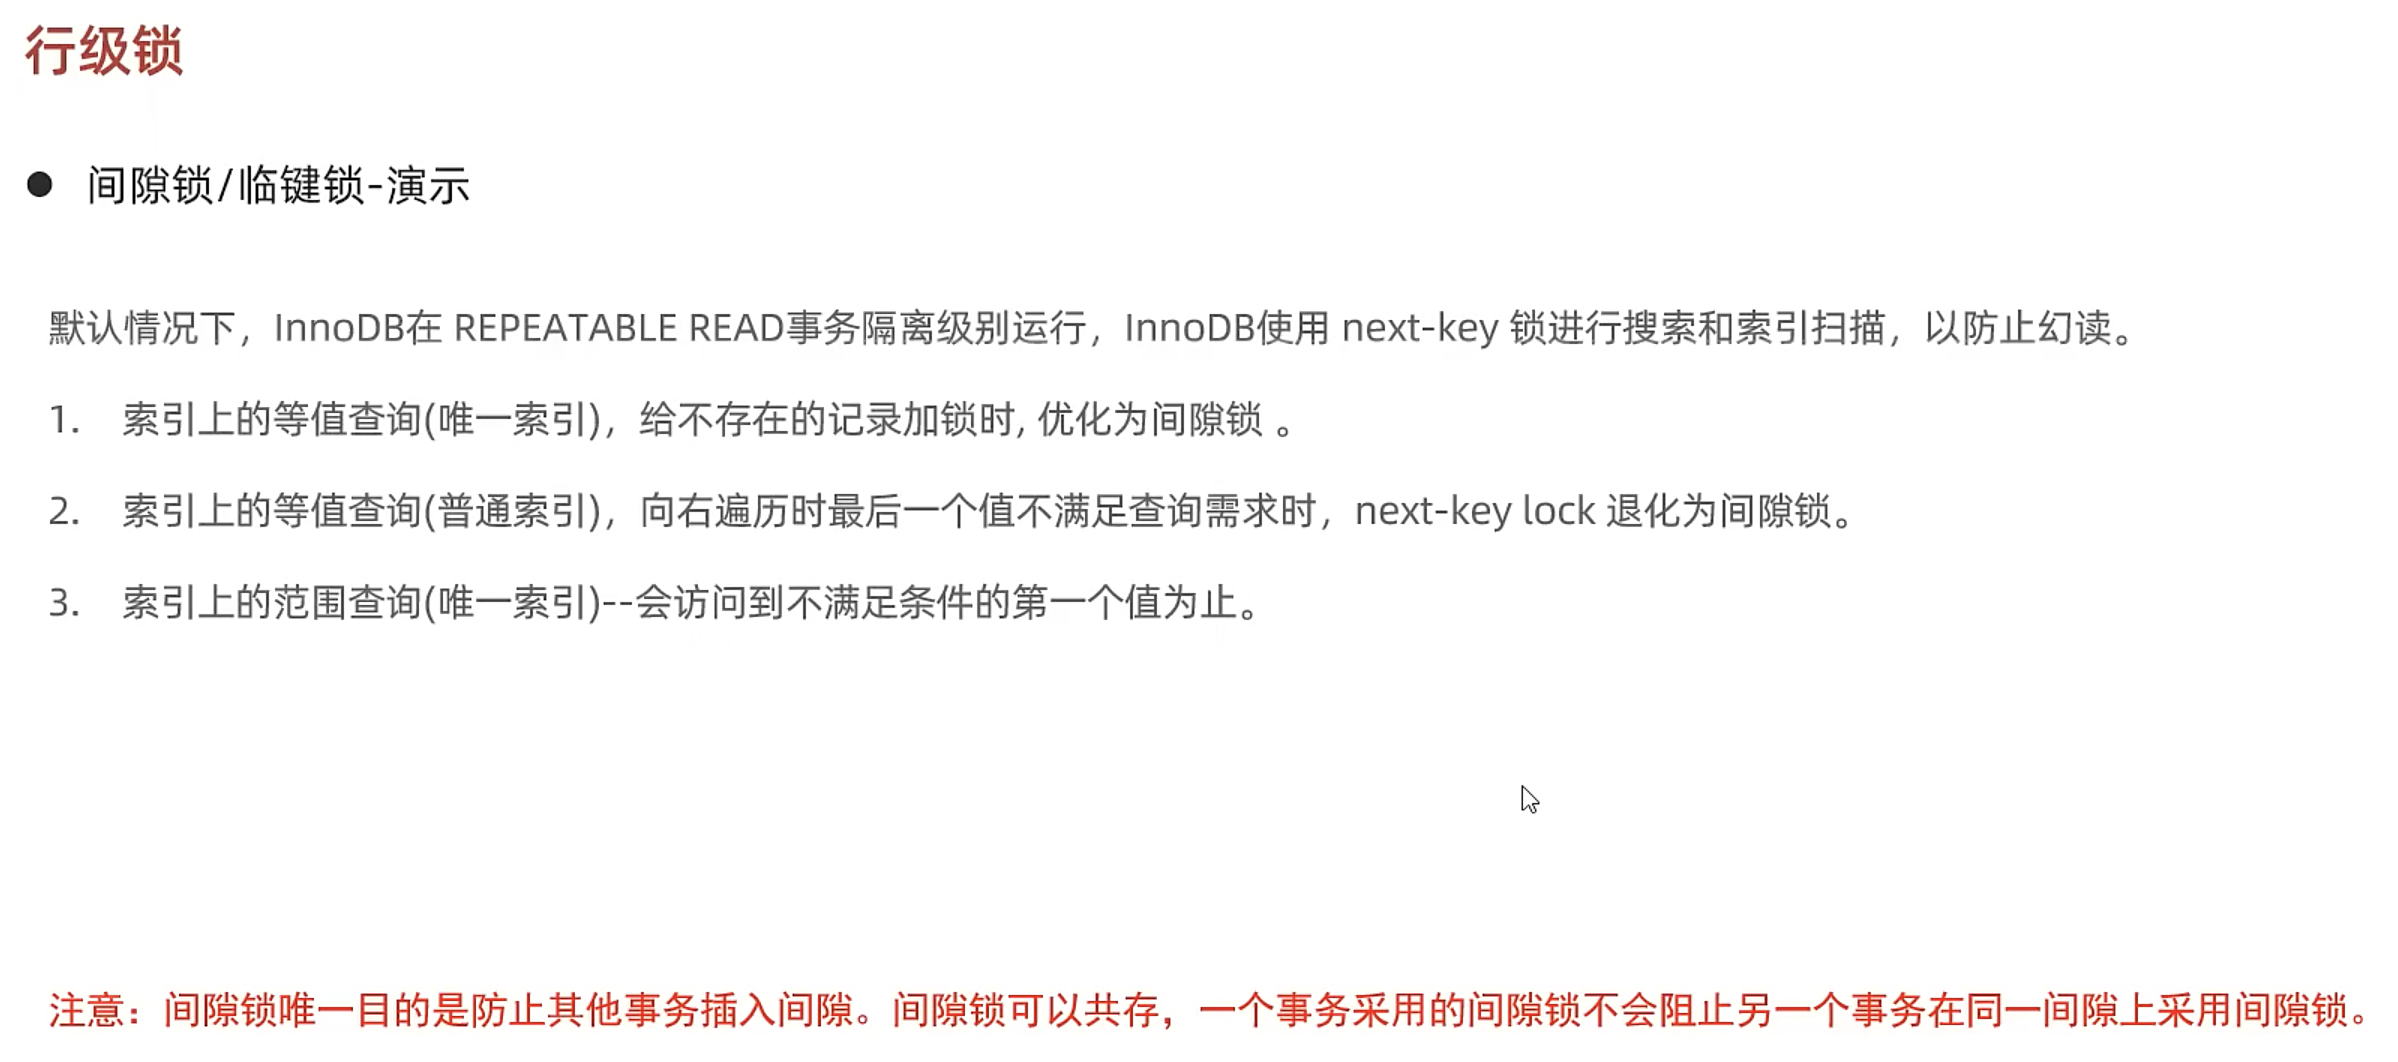 行级锁
● 间隙锁/临键锁-演示
默认情况下，InnoDB在 REPEATABLE READ事务隔离级别运行，InnoDB使用 next-key 锁进行搜索和索引扫描，以防止幻读。
1. 索引上的等值查询(唯一索引)，给不存在的记录加锁时, 优化为间隙锁 。
2. 索引上的等值查询(普通索引)，向右遍历时最后一个值不满足查询需求时，next-key lock 退化为间隙锁。
3. 索引上的范围查询(唯一索引)--会访问到不满足条件的第一个值为止。
注意：间隙锁唯一目的是防止其他事务插入间隙。间隙锁可以共存，一个事务采用的间隙锁不会阻止另一个事务在同一间隙上采用间隙锁。